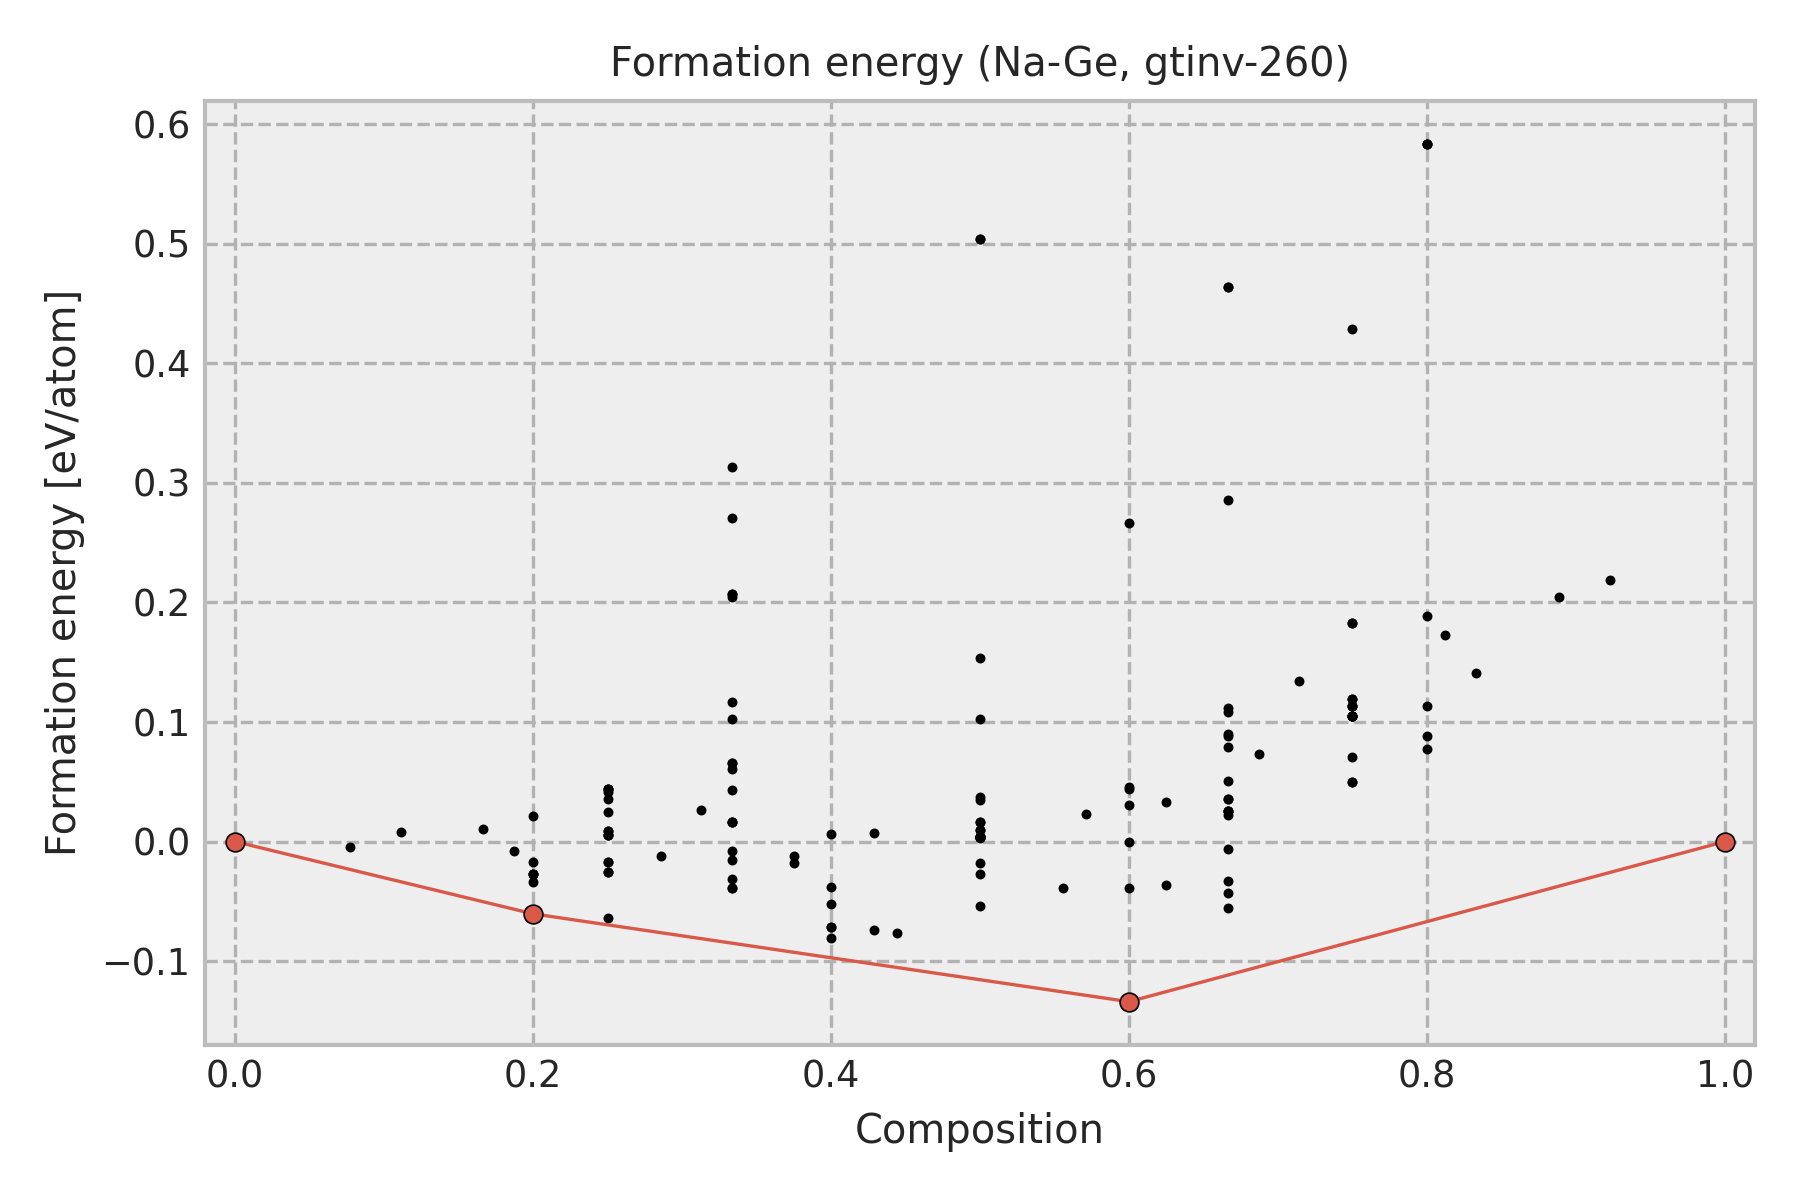 Formation energy (Na-Ge, gtinv-260)
Formation energy [eV/atom]
0.6
0.5
0.4
0.3
0.2
0.1
0.0
−0.1
0.0 0.2 0.4 0.6 0.8 1.0
Composition